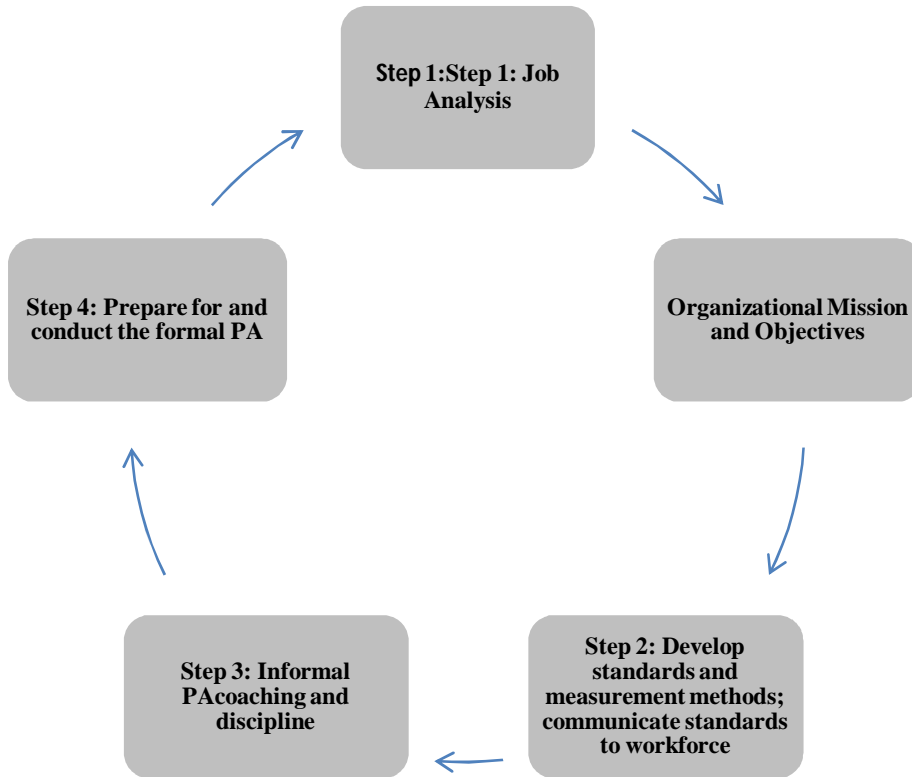 Step 1:Step 1: Job
Analysis
Organizational Mission
and Objectives
Step 2: Develop
standards and
measurement methods;
communicate standards
to workforce
Step 3: Informal
PAcoaching and
discipline
Step 4: Prepare for and
conduct the formal PA